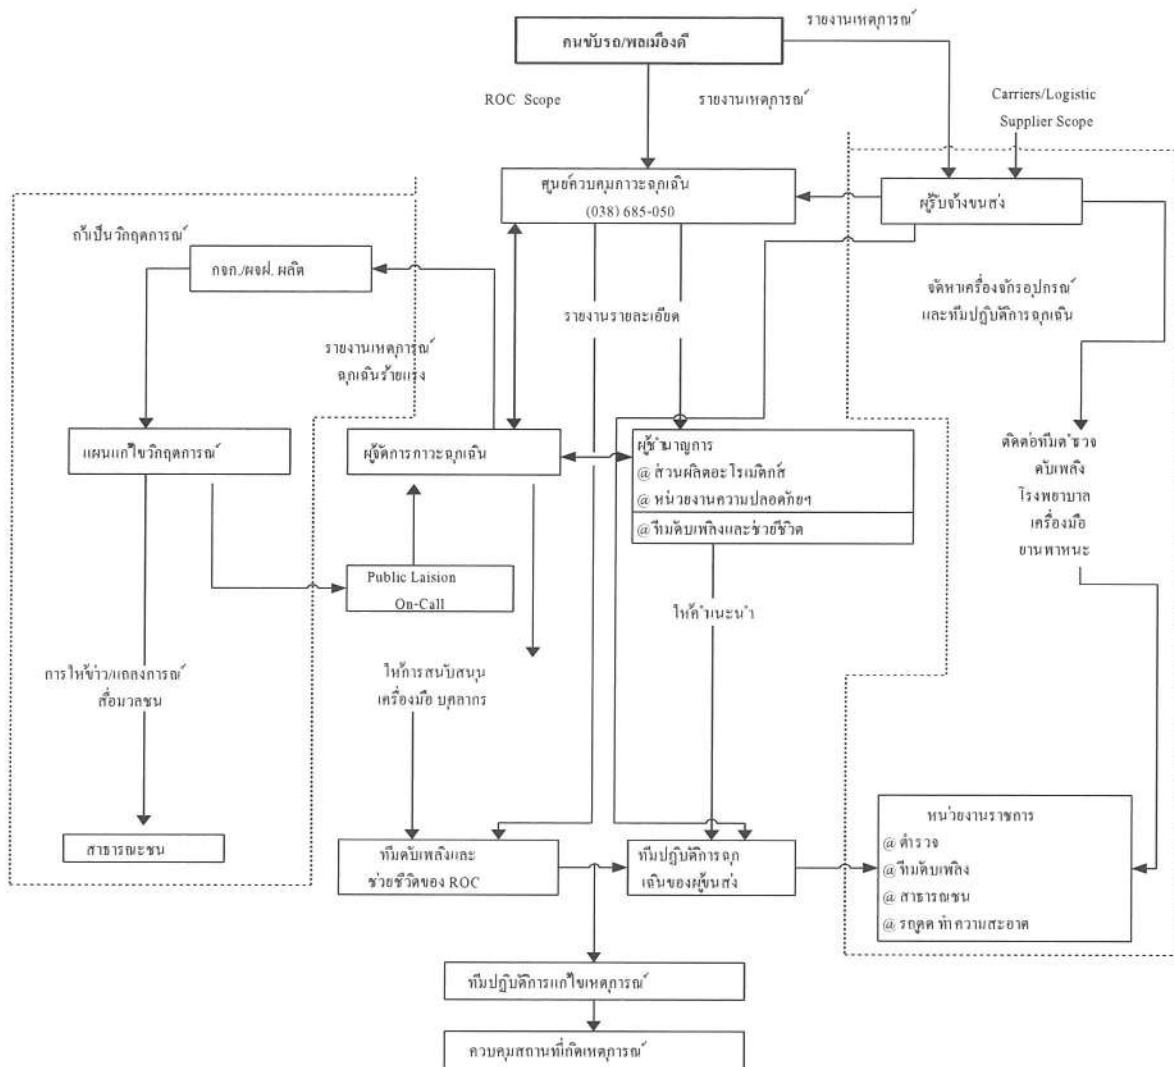 รายงานเหตุการณ์
คนขับรถ/พลเมืองดี
ROC Scope
รายงานเหตุการณ์
Carriers/Logistic
Supplier Scope
ศูนย์ควบคุมภาวะฉุกเฉิน
(038) 685-050
ผู้รับจ้างขนส่ง
ถ้าเป็นวิกฤตการณ์
กจก./ผจฝ. ผลิต
จัดหาเครื่องจักรอุปกรณ์
และทีมปฏิบัติการฉุกเฉิน
รายงานรายละเอียด
รายงานเหตุการณ์
ฉุกเฉินร้ายแรง
แผนแก้ไขวิกฤตการณ์
ผู้จัดการภาวะฉุกเฉิน
ผู้ชำนาญการ
@ ส่วนผลิตอะโรเมติกส์
@ หน่วยงานความปลอดภัยฯ
@ ทีมดับเพลิงและช่วยชีวิต
ติดต่อทีมตำรวจ
ดับเพลิง
โรงพยาบาล
เครื่องมือ
ยานพาหนะ
Public Laision
On-Call
ให้คำแนะนำ
การให้ข่าว/แถลงการณ์
สื่อมวลชน
ให้การสนับสนุน
เครื่องมือ บุคลากร
สาธารณะชน
ทีมดับเพลิงและ
ช่วยชีวิตของ ROC
ทีมปฏิบัติการฉุก
เฉินของผู้ขนส่ง
หน่วยงานราชการ
@ ตำรวจ
@ ทีมดับเพลิง
@ สาธารณชน
@ รถดูด ทำความสะอาด
ทีมปฏิบัติการแก้ไขเหตุการณ์
ควบคุมสถานที่เกิดเหตุการณ์